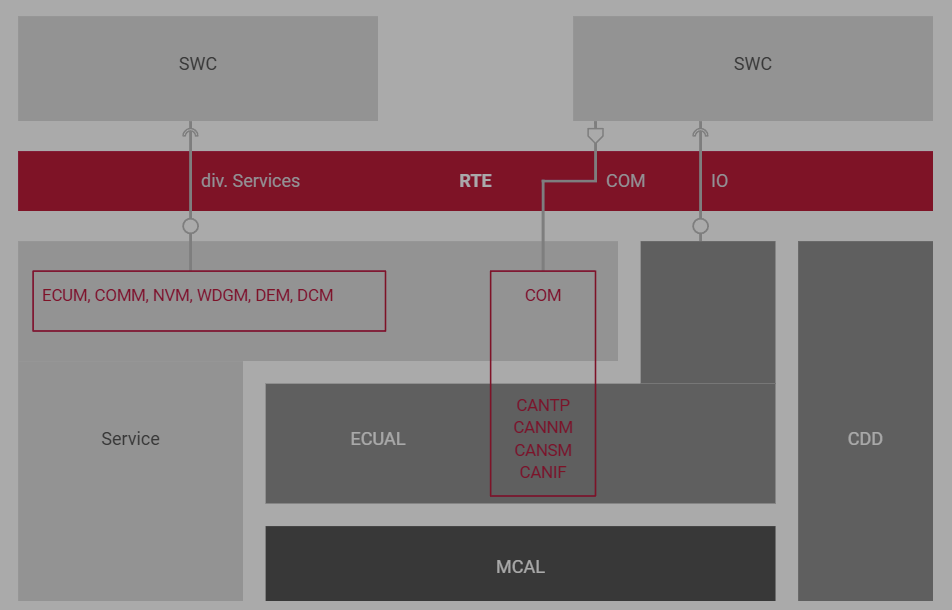 SWC
SWC
div. Services
RTE
COM
IO
ECUM, COMM, NVM, WDGM, DEM, DCM
COM
CANTP
CANNM
CANSM
CANIF
Service
ECUAL
CDD
MCAL